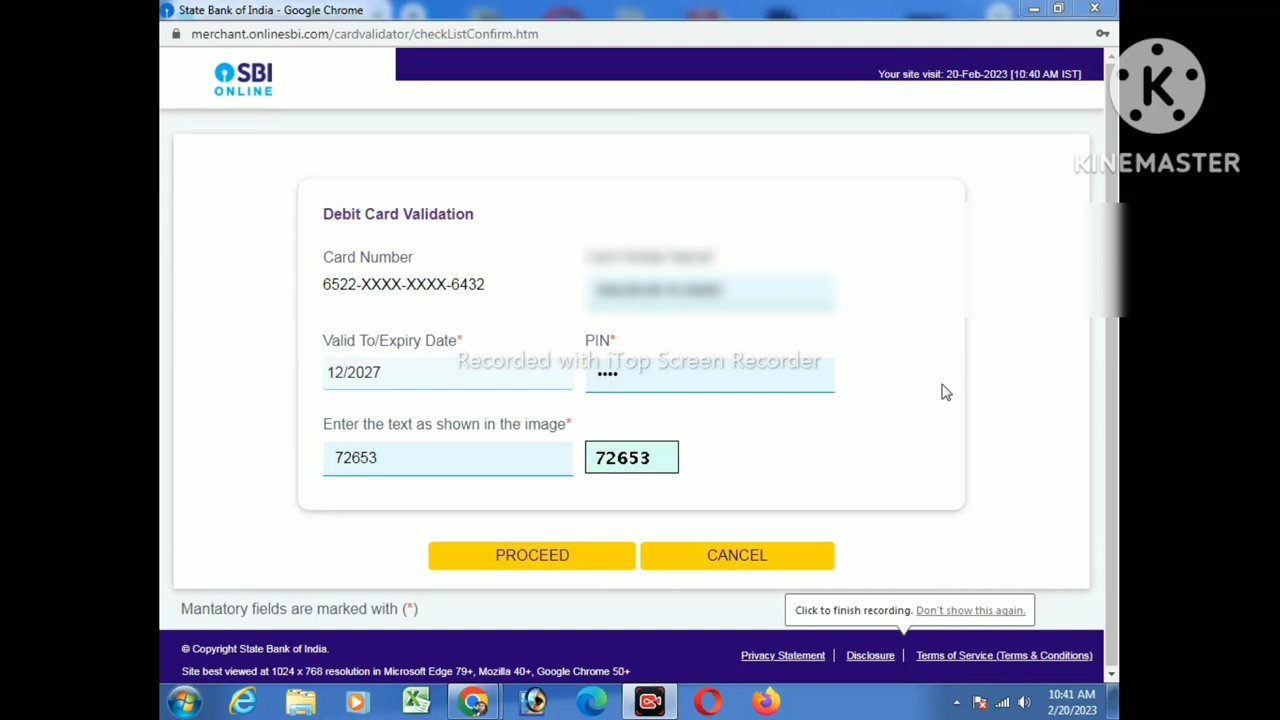 State Bank of India - Google Chrome
merchant.onlinesbi.com/cardvalidator/checkListConfirm.htm
SBI
ONLINE
Your site visit: 20-Feb-2023 [10:40 AM IST]
K
KINEMASTER
Debit Card Validation
Card Number
6522-XXXX-XXXX-6432
Valid To/Expiry Date*
PIN*
Recorded with iTop Screen Recorder
12/2027
••••
Enter the text as shown in the image*
72653
72653
PROCEED
CANCEL
Mantatory fields are marked with (*)
Click to finish recording. Don't show this again.
© Copyright State Bank of India.
Privacy Statement
Disclosure
Terms of Service (Terms & Conditions)
Site best viewed at 1024 x 768 resolution in Microsoft Edge 79+, Mozilla 40+, Google Chrome 50+
10:41 AM
2/20/2023